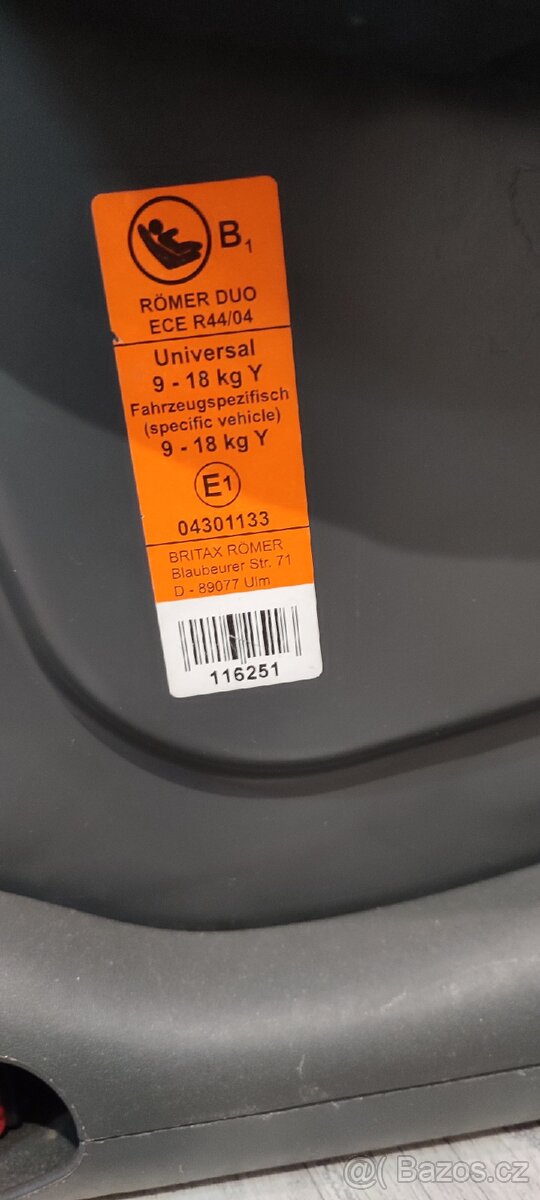 B1
RÖMER DUO
ECE R44/04
Universal
9 - 18 kg Y
Fahrzeugspezifisch
(specific vehicle)
9 - 18 kg Y
E1
04301133
BRITAX RÖMER
Blaubeurer Str. 71
D - 89077 Ulm
116251
Bazos.cz